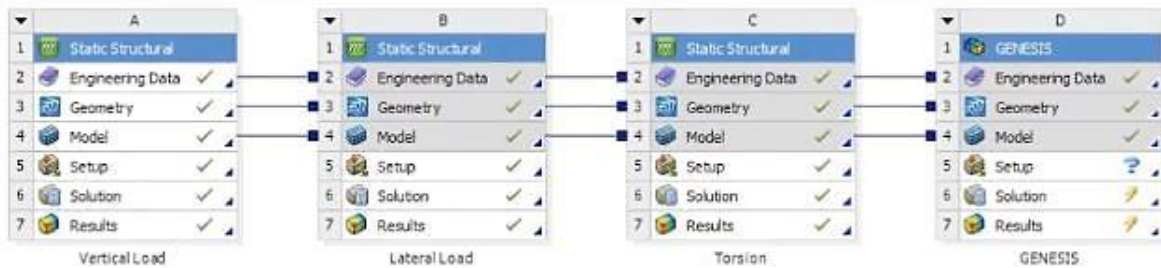 A
1 Static Structural
2 Engineering Data
3 Geometry
4 Model
5 Setup
6 Solution
7 Results
Vertical Load
B
1 Static Structural
2 Engineering Data
3 Geometry
4 Model
5 Setup
6 Solution
7 Results
Lateral Load
C
1 Static Structural
2 Engineering Data
3 Geometry
4 Model
5 Setup
6 Solution
7 Results
Torsion
D
1 GENESIS
2 Engineering Data
3 Geometry
4 Model
5 Setup ?
6 Solution
7 Results
GENESIS